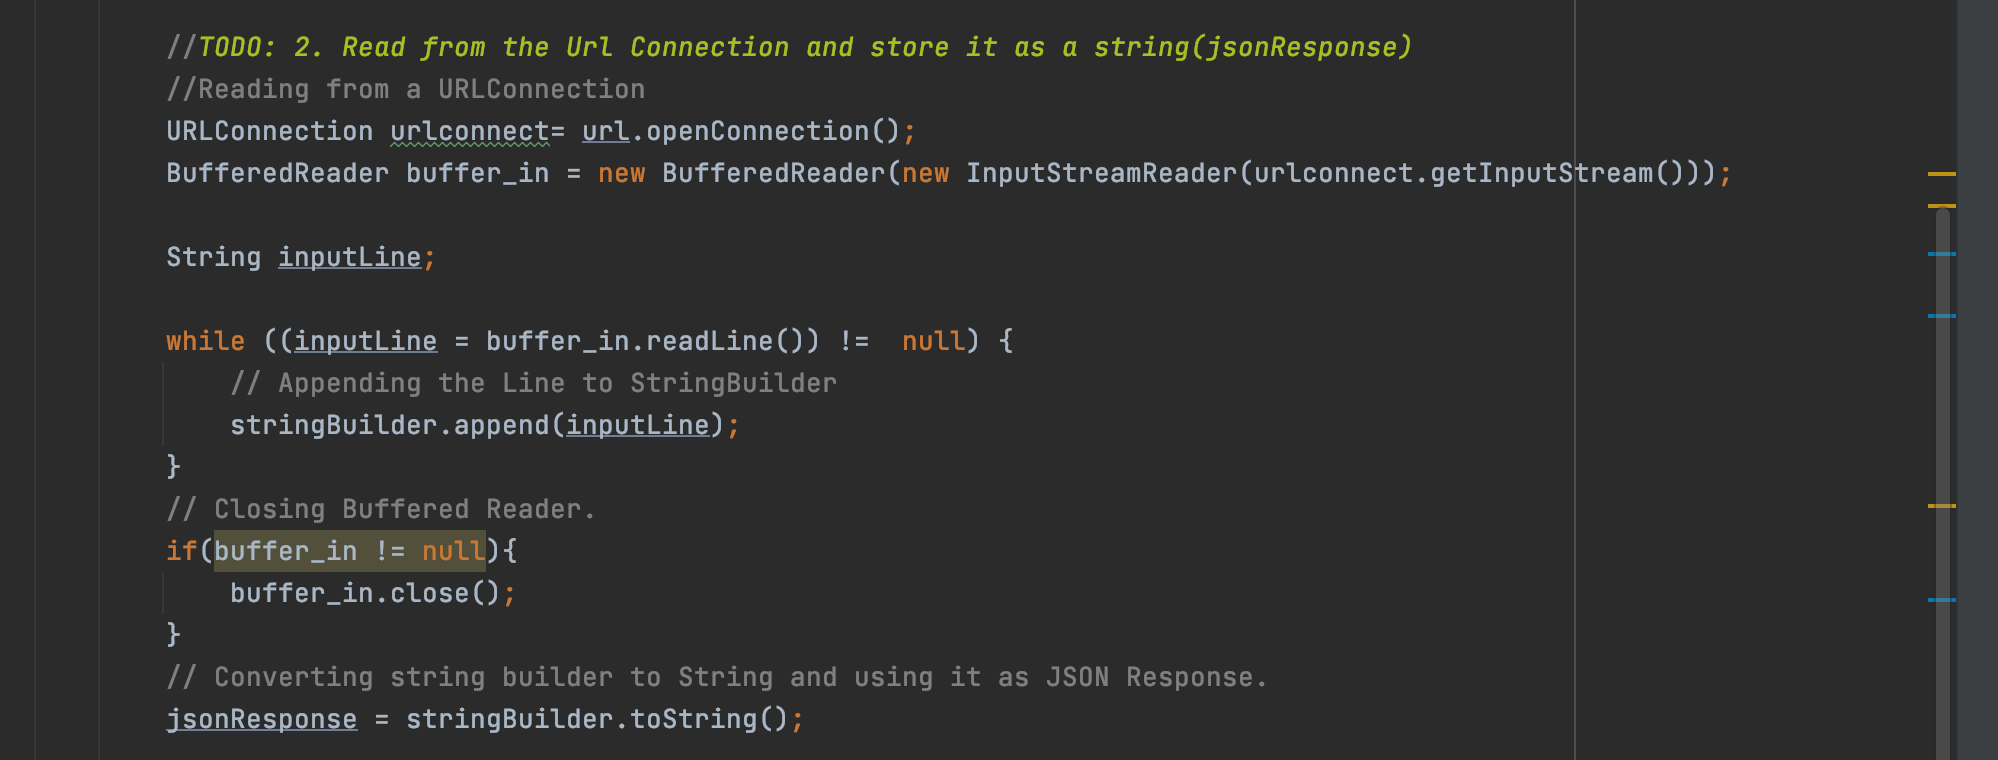 //TODO: 2. Read from the Url Connection and store it as a string(jsonResponse)
//Reading from a URLConnection
URLConnection urlconnect= url.openConnection();
BufferedReader buffer_in = new BufferedReader(new InputStreamReader(urlconnect.getInputStream()));
String inputLine;
while ((inputLine = buffer_in.readLine()) !=  null) {
// Appending the Line to StringBuilder
stringBuilder.append(inputLine);
}
// Closing Buffered Reader.
if(buffer_in != null){
buffer_in.close();
}
// Converting string builder to String and using it as JSON Response.
jsonResponse = stringBuilder.toString();